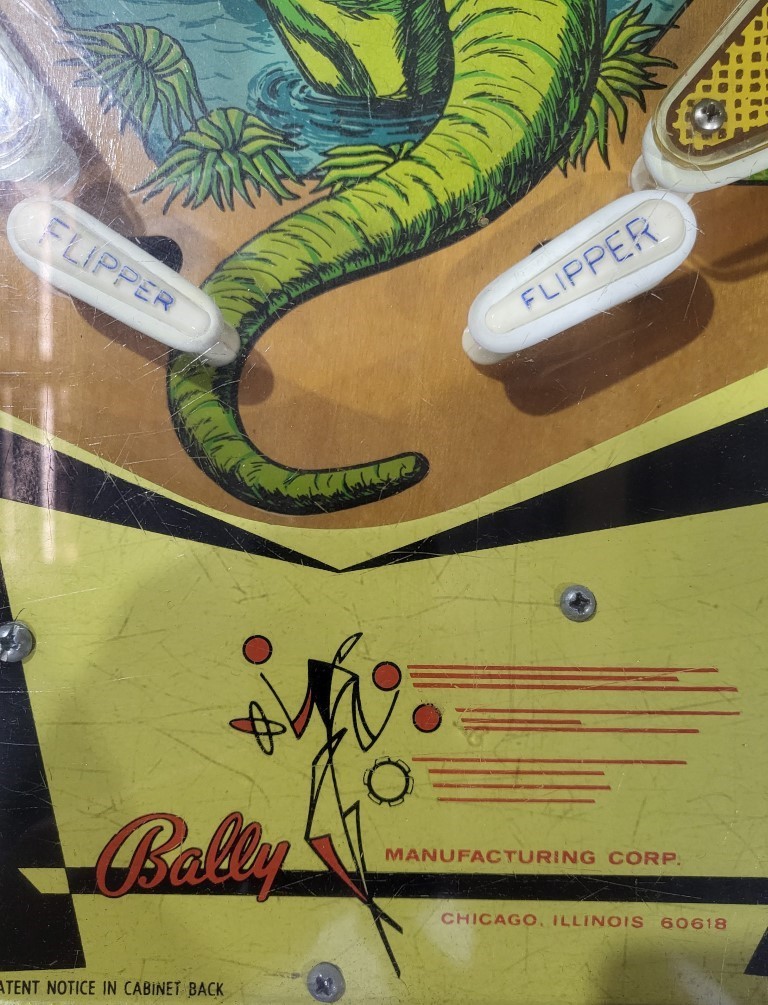 FLIPPER
FLIPPER
Bally
MANUFACTURING CORP.
CHICAGO, ILLINOIS 60618
ATENT NOTICE IN CABINET BACK